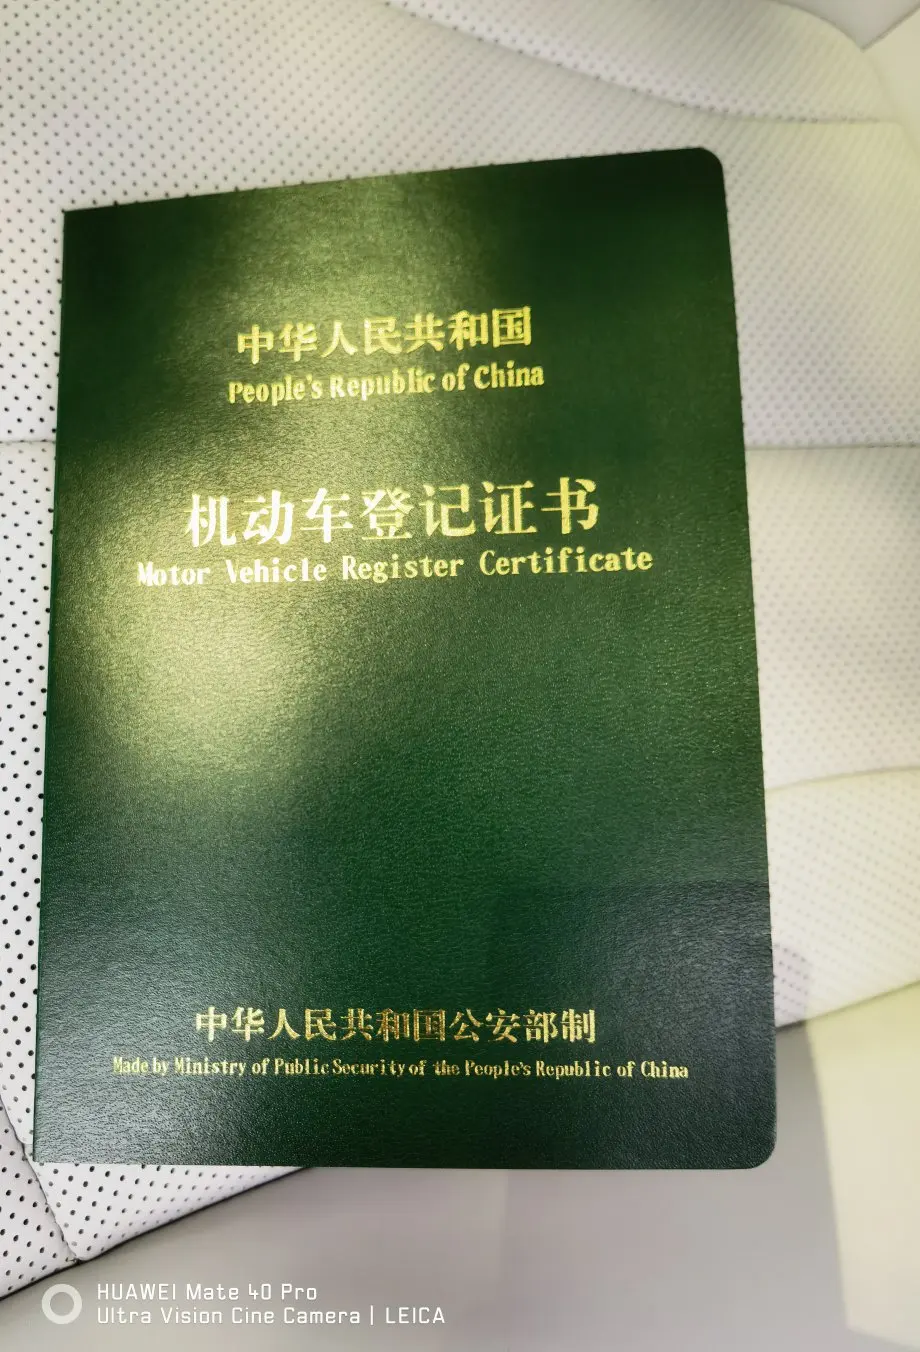 中华人民共和国
People's Republic of China
机动车登记证书
Motor Vehicle Register Certificate
中华人民共和国公安部制
Made by Ministry of Public Security of the People's Republic of China
HUAWEI Mate 40 Pro
Ultra Vision Cine Camera | LEICA